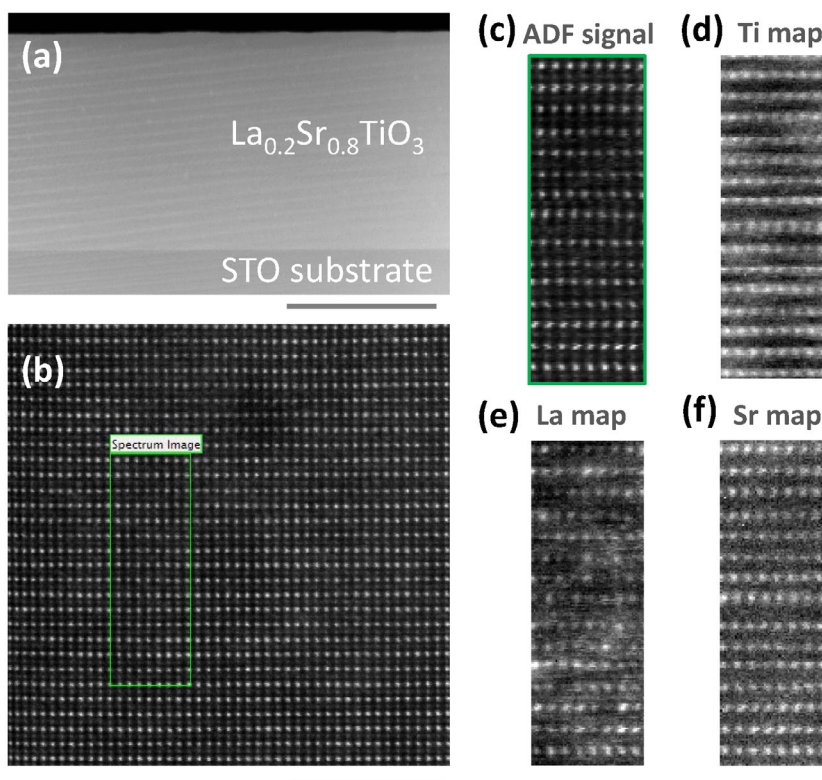 (a)
La0.2Sr0.8TiO3
STO substrate
(b)
Spectrum Image
(c) ADF signal
(d) Ti map
(e) La map
(f) Sr map